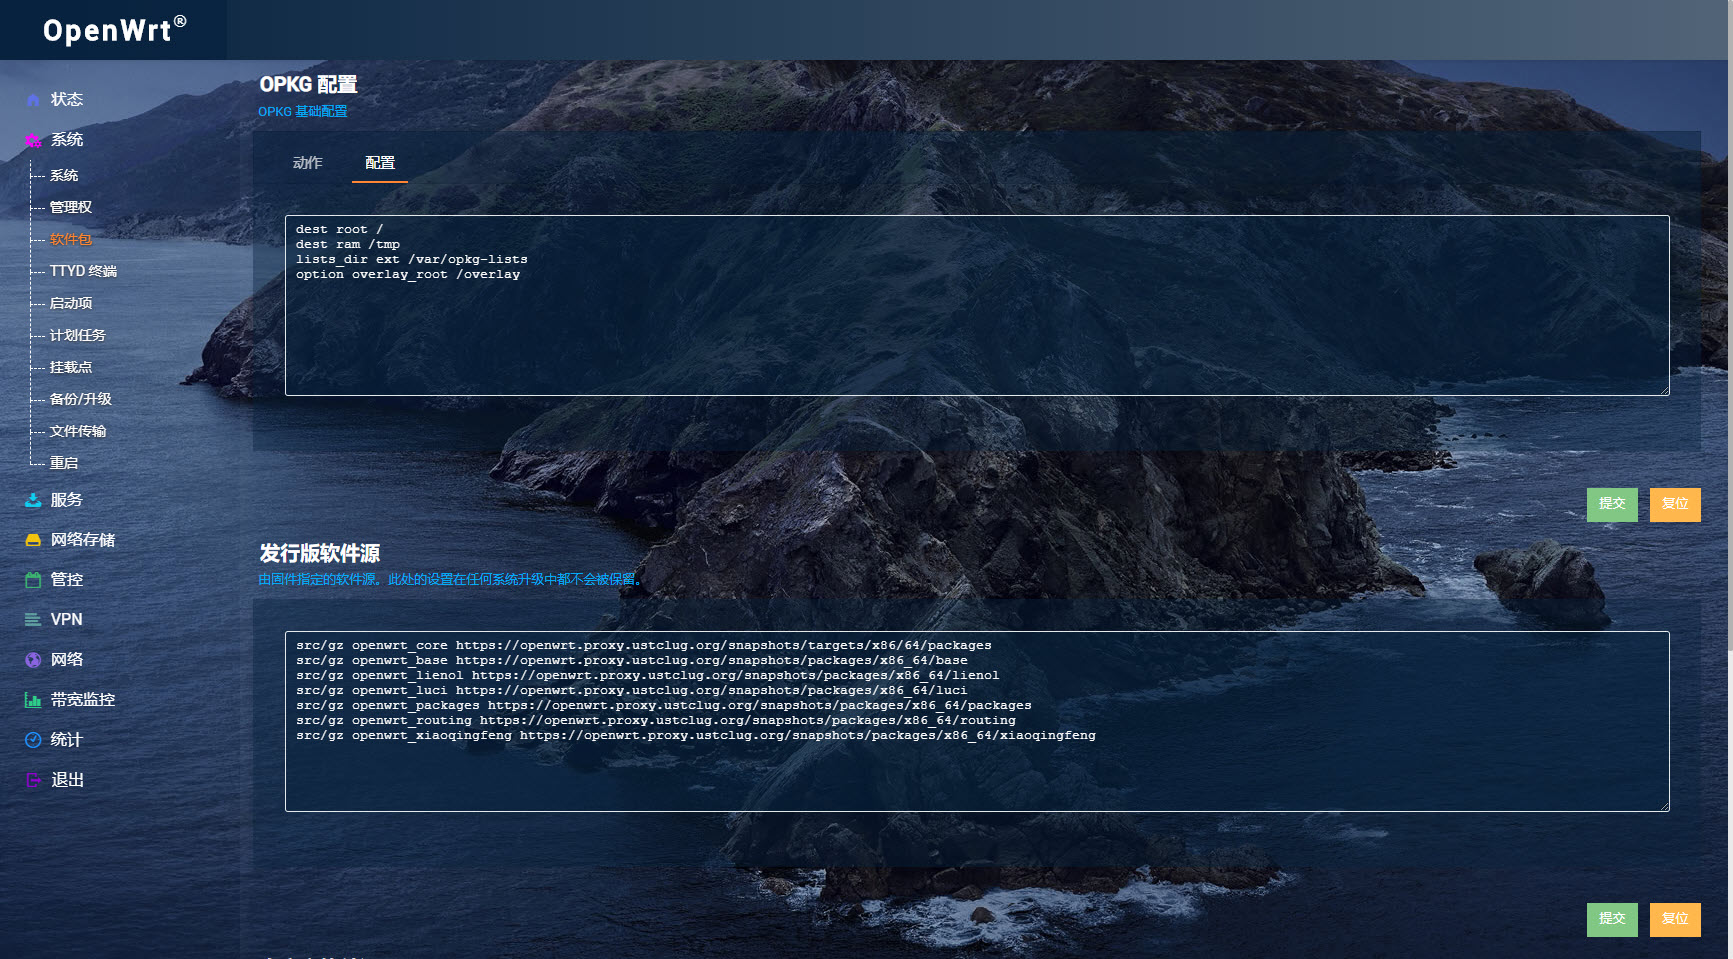 OpenWrt®
状态
系统
系统
管理权
软件包
TTYD 终端
启动项
计划任务
挂载点
备份/升级
文件传输
重启
服务
网络存储
管控
VPN
网络
带宽监控
统计
退出
OPKG 配置
OPKG 基础配置
动作 配置
dest root /
dest ram /tmp
lists_dir ext /var/opkg-lists
option overlay_root /overlay
提交 复位
发行版软件源
由固件指定的软件源。此处的设置在任何系统升级中都不会被保留。
src/gz openwrt_core https://openwrt.proxy.ustclug.org/snapshots/targets/x86/64/packages
src/gz openwrt_base https://openwrt.proxy.ustclug.org/snapshots/packages/x86_64/base
src/gz openwrt_lienol https://openwrt.proxy.ustclug.org/snapshots/packages/x86_64/lienol
src/gz openwrt_luci https://openwrt.proxy.ustclug.org/snapshots/packages/x86_64/luci
src/gz openwrt_packages https://openwrt.proxy.ustclug.org/snapshots/packages/x86_64/packages
src/gz openwrt_routing https://openwrt.proxy.ustclug.org/snapshots/packages/x86_64/routing
src/gz openwrt_xiaoqingfeng https://openwrt.proxy.ustclug.org/snapshots/packages/x86_64/xiaoqingfeng
提交 复位